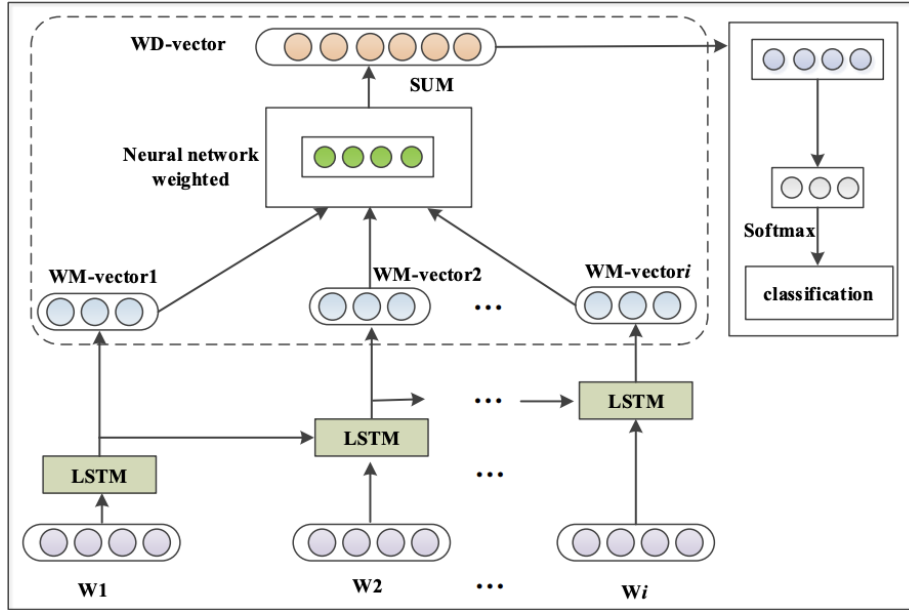 WD-vector
SUM
Neural network
weighted
Softmax
classification
WM-vector1
WM-vector2
WM-vectori
...
...
LSTM
LSTM
LSTM
...
W1
W2
...
Wi